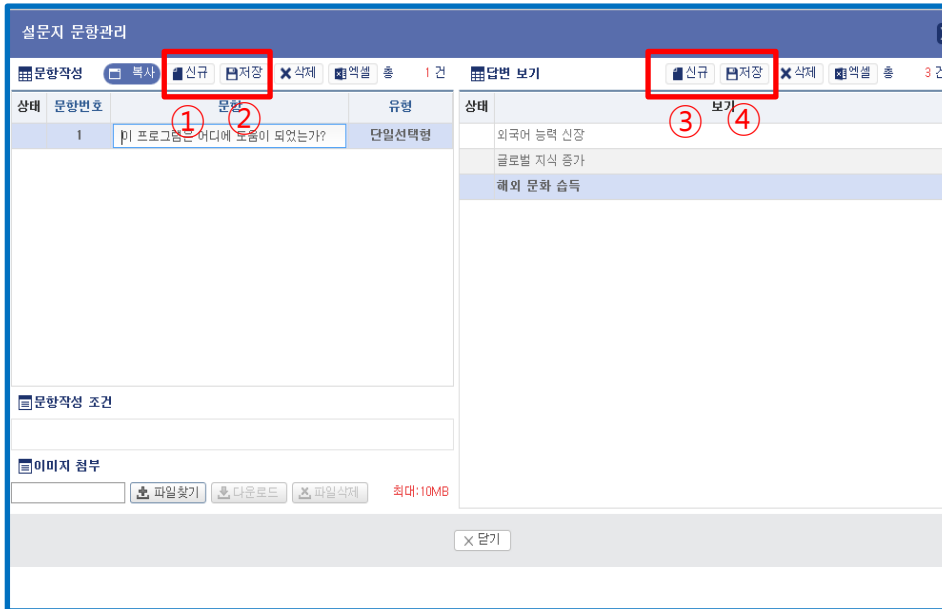 설문지 문항관리
문항작성 복사 신규 저장 삭제 엑셀 총 1 건
상태 문항번호 문항 유형
① ②
1 이 프로그램은 어디에 도움이 되었는가? 단일선택형
문항작성 조건
이미지 첨부
파일찾기 다운로드 파일삭제 최대:10MB
답변 보기 신규 저장 삭제 엑셀 총 3 건
상태 보기
③ ④
외국어 능력 신장
글로벌 지식 증가
해외 문화 습득
닫기